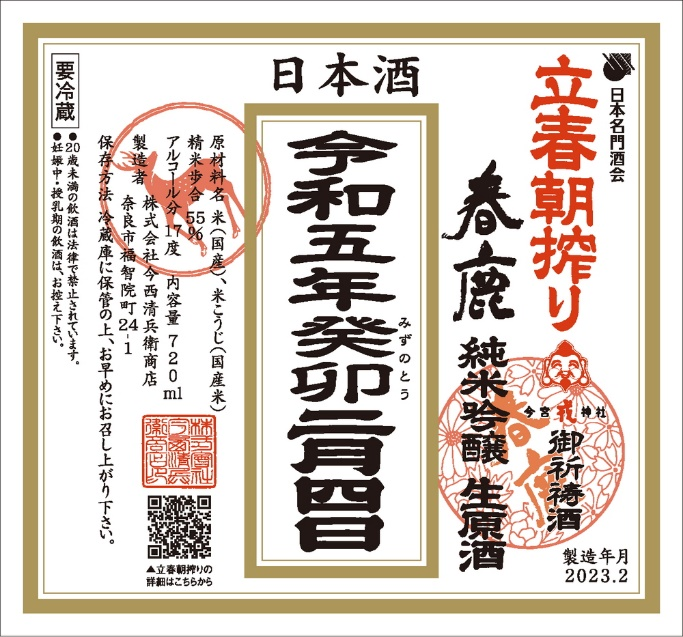 日本酒
日本名門酒会
立春朝搾り
春鹿
純米吟醸 生原酒
今宮戎神社
御祈祷酒
製造年月
2023.2
令和五年癸卯二月四日
みずのとう
原材料名 米(国産)、米こうじ(国産米)
精米歩合 55%
アルコール分 17度 内容量 720ml
製造者 株式会社今西清兵衛商店
奈良市福智院町24-1
保存方法 冷蔵庫に保管の上、お早めにお召し上がり下さい。
要冷蔵
●20歳未満の飲酒は法律で禁止されています。
●妊娠中・授乳期の飲酒は、お控え下さい。
▲立春朝搾りの
詳細はこちらから
春鹿